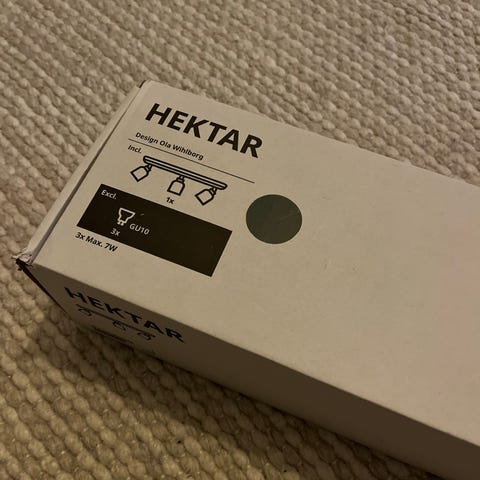 HEKTAR
Design Ola Wihlborg
Incl.
1x
Excl.
GU10
3x
3x Max. 7W
HEKTAR